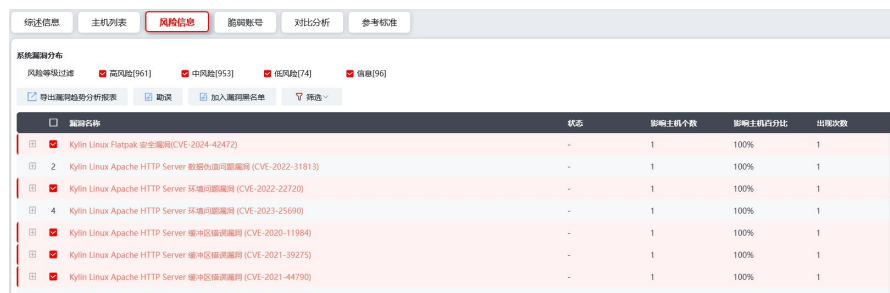 综述信息 主机列表 风险信息 脆弱账号 对比分析 参考标准
系统漏洞分布
风险等级过滤 高风险[961] 中风险[953] 低风险[74] 信息[96]
导出漏洞趋势分析报表 勘误 加入漏洞黑名单 筛选
漏洞名称 状态 影响主机个数 影响主机百分比 出现次数
Kylin Linux Flatpak 安全漏洞(CVE-2024-42472) - 1 100% 1
2 Kylin Linux Apache HTTP Server 数据伪造问题漏洞 (CVE-2022-31813) - 1 100% 1
Kylin Linux Apache HTTP Server 环境问题漏洞 (CVE-2022-22720) - 1 100% 1
4 Kylin Linux Apache HTTP Server 环境问题漏洞 (CVE-2023-25690) - 1 100% 1
Kylin Linux Apache HTTP Server 缓冲区错误漏洞 (CVE-2020-11984) - 1 100% 1
Kylin Linux Apache HTTP Server 缓冲区错误漏洞 (CVE-2021-39275) - 1 100% 1
Kylin Linux Apache HTTP Server 缓冲区错误漏洞 (CVE-2021-44790) - 1 100% 1